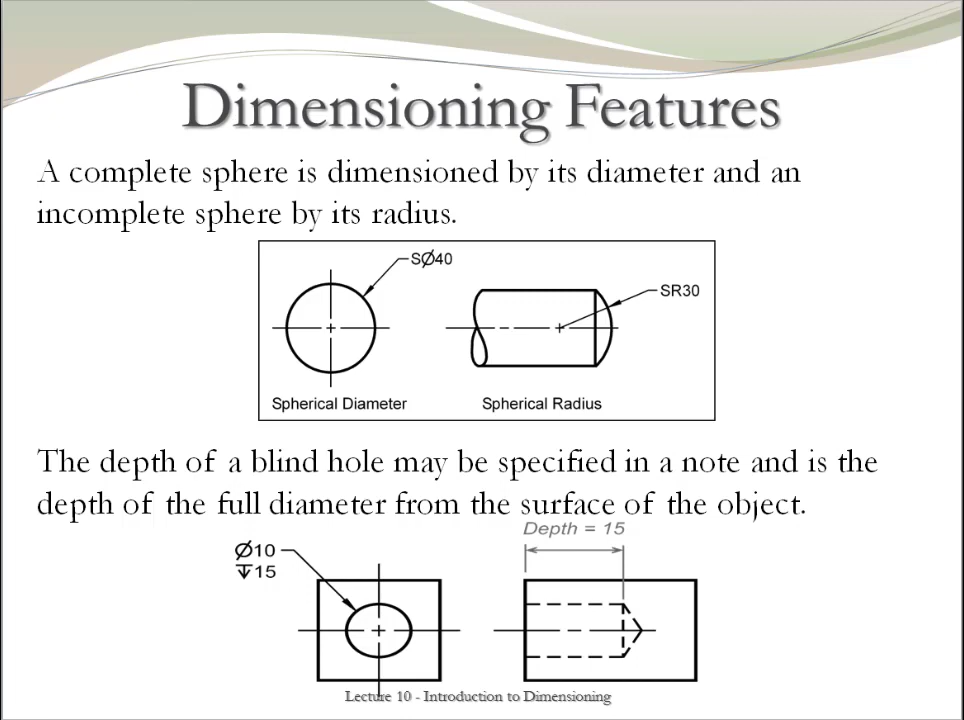 Dimensioning Features
A complete sphere is dimensioned by its diameter and an
incomplete sphere by its radius.
SØ40
SR30
Spherical Diameter
Spherical Radius
The depth of a blind hole may be specified in a note and is the
depth of the full diameter from the surface of the object.
Depth = 15
Ø10
↧15
Lecture 10 - Introduction to Dimensioning